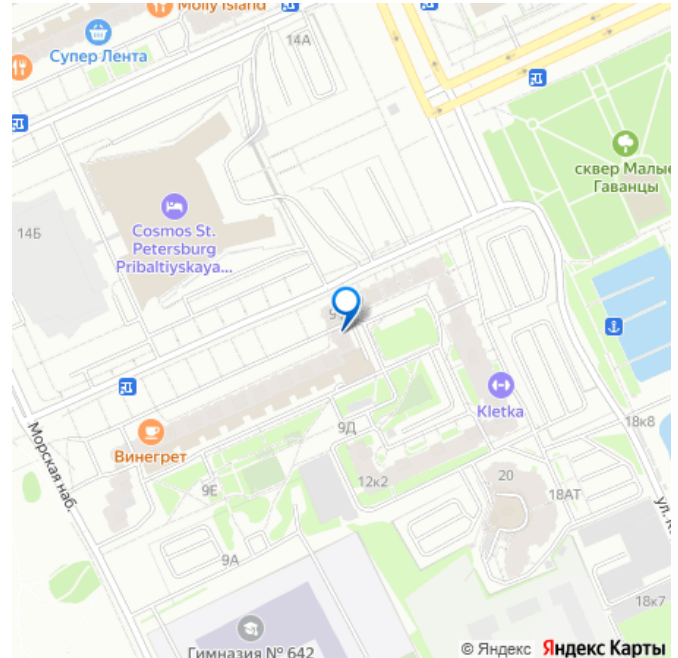 Molly Island
14А
Супер Лента
сквер Малые
Гаванцы
14Б
Cosmos St.
Petersburg
Pribaltiyskaya...
Kletka
18к8
Винегрет
9Д
Морская наб.
9Е
12к2
20
18АТ
ул. К
9А
18к7
Гимназия № 642
© Яндекс Яндекс Карты